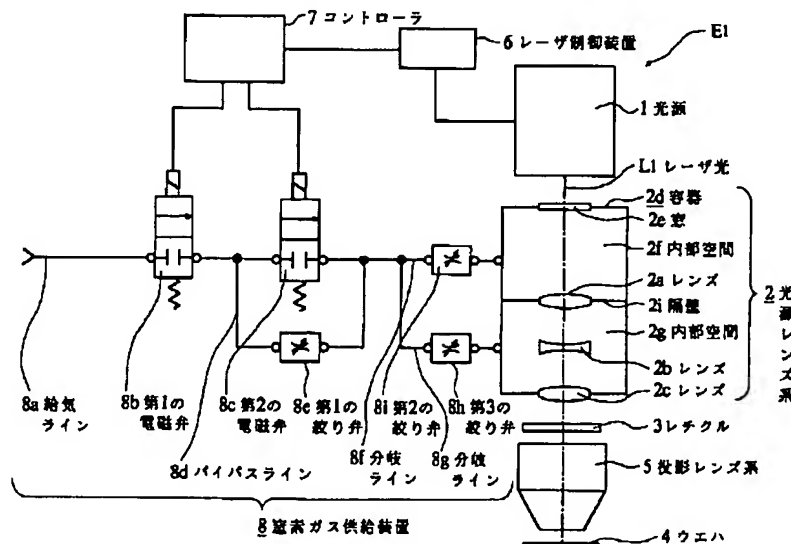 7 コントローラ
6 レーザ制御装置
E1
1 光源
L1 レーザ光
2d 容器
2e 窓
2f 内部空間
2a レンズ
2i 隔壁
2g 内部空間
2b レンズ
2c レンズ
2 光源レンズ系
3 レチクル
5 投影レンズ系
4 ウエハ
8a 給気
ライン
8b 第1の
電磁弁
8c 第2の
電磁弁
8e 第1の
絞り弁
8i 第2の
絞り弁
8h 第3の
絞り弁
8d バイパスライン
8f 分岐
ライン
8g 分岐
ライン
8 窒素ガス供給装置